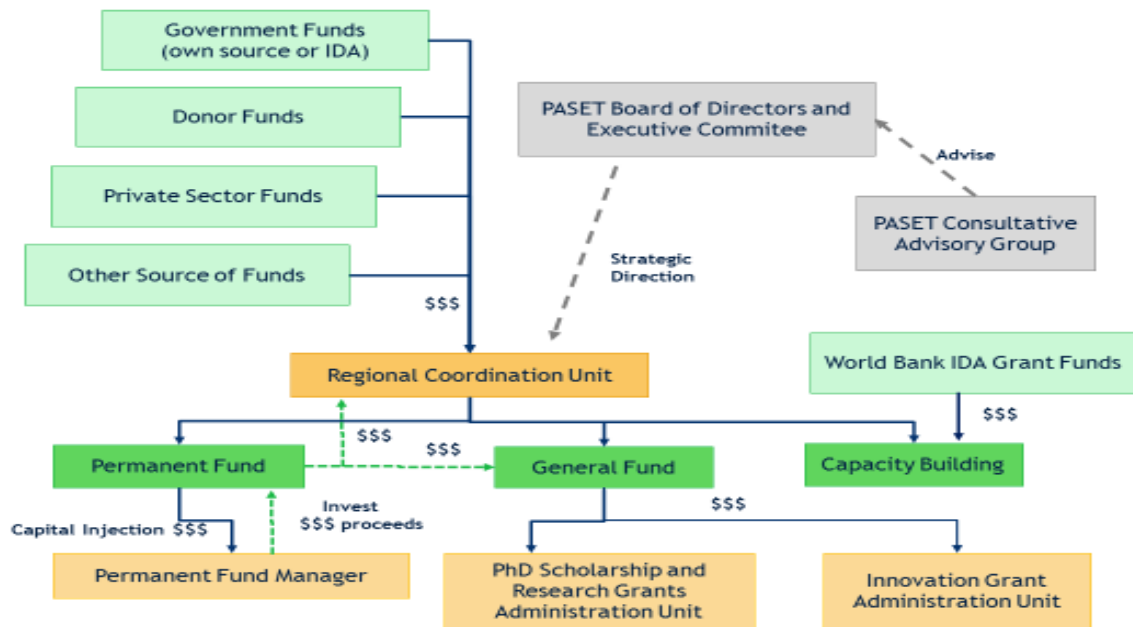 Government Funds
(own source or IDA)
Donor Funds
Private Sector Funds
Other Source of Funds
$$$
PASET Board of Directors and
Executive Commitee
Advise
PASET Consultative
Advisory Group
Strategic
Direction
Regional Coordination Unit
World Bank IDA Grant Funds
$$$
$$$
$$$
Permanent Fund
General Fund
Capacity Building
Capital Injection $$$
Invest
$$$ proceeds
$$$
Permanent Fund Manager
PhD Scholarship and
Research Grants
Administration Unit
Innovation Grant
Administration Unit